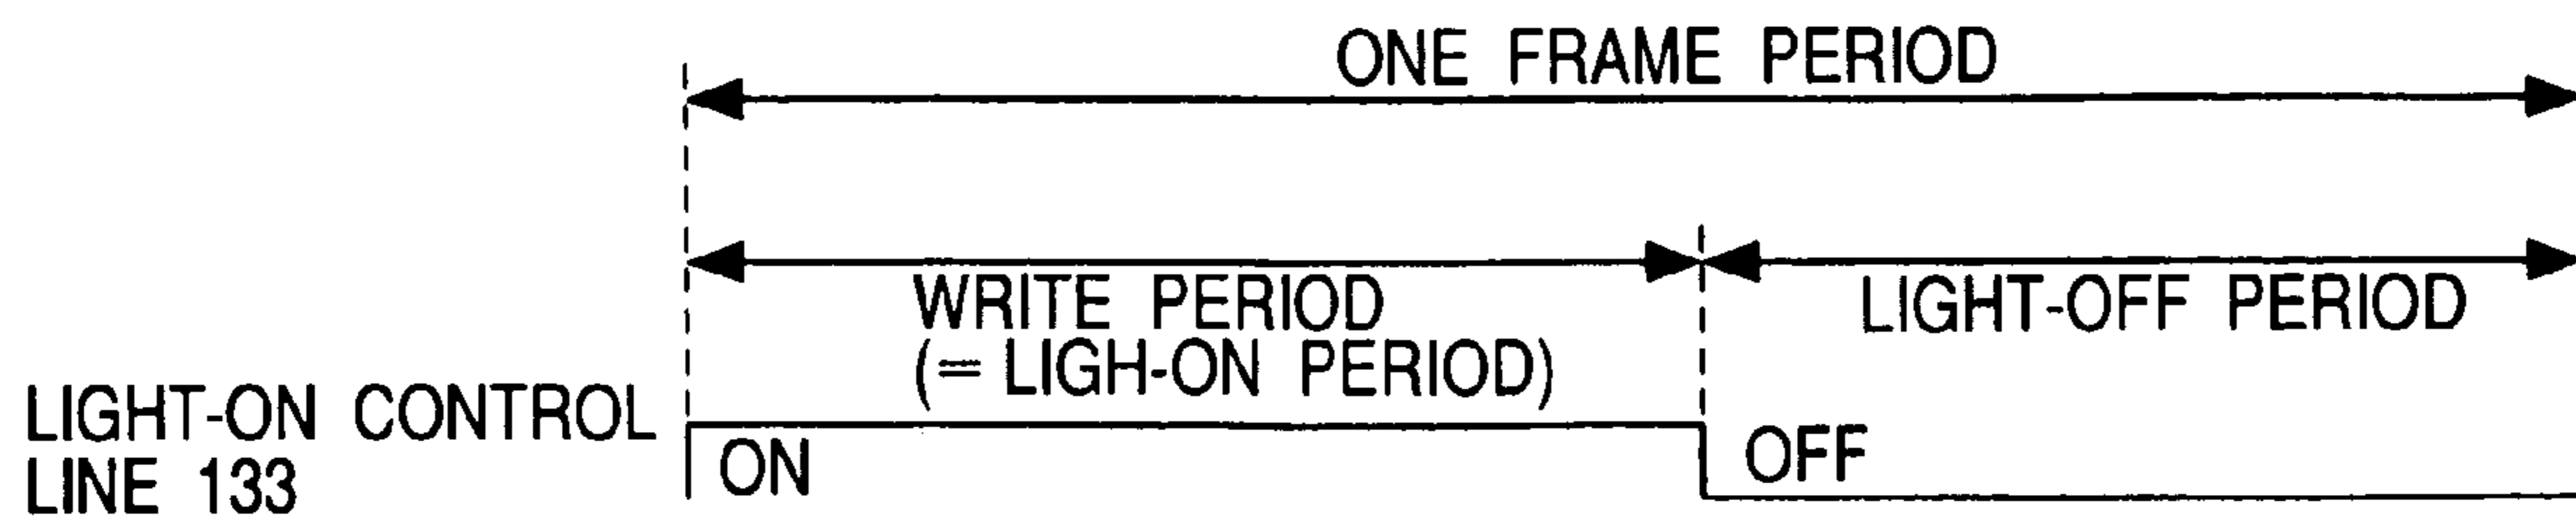 ONE FRAME PERIOD
WRITE PERIOD
(= LIGH-ON PERIOD)
LIGHT-OFF PERIOD
LIGHT-ON CONTROL
LINE 133
ON
OFF